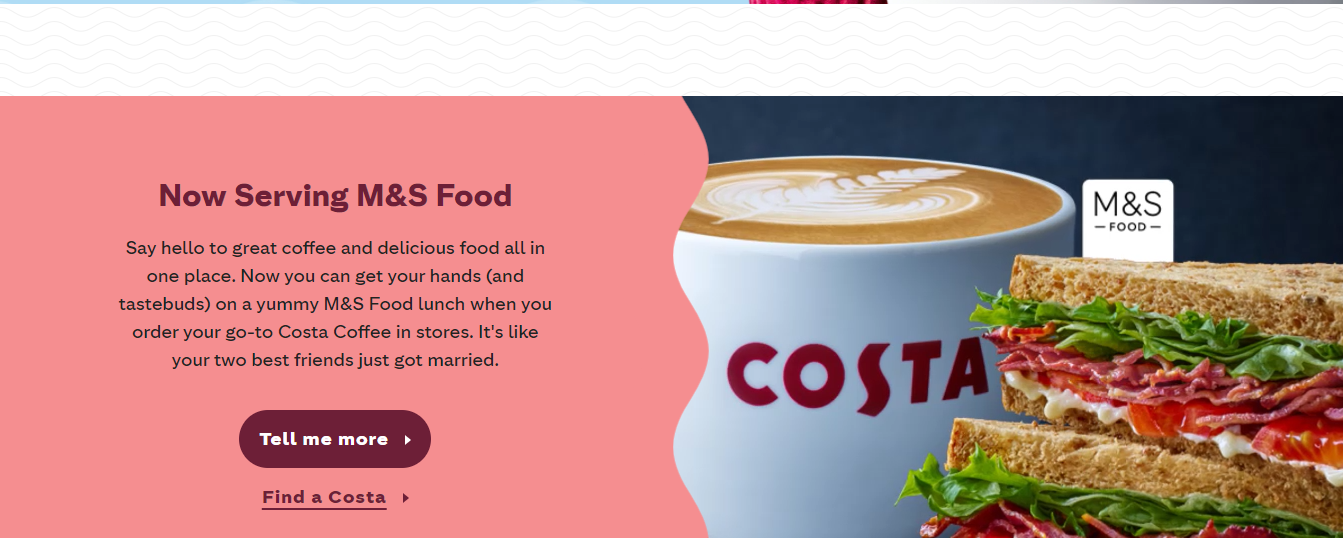 Now Serving M&S Food
Say hello to great coffee and delicious food all in
one place. Now you can get your hands (and
tastebuds) on a yummy M&S Food lunch when you
order your go-to Costa Coffee in stores. It's like
your two best friends just got married.
Tell me more
Find a Costa
COSTA
M&S
FOOD